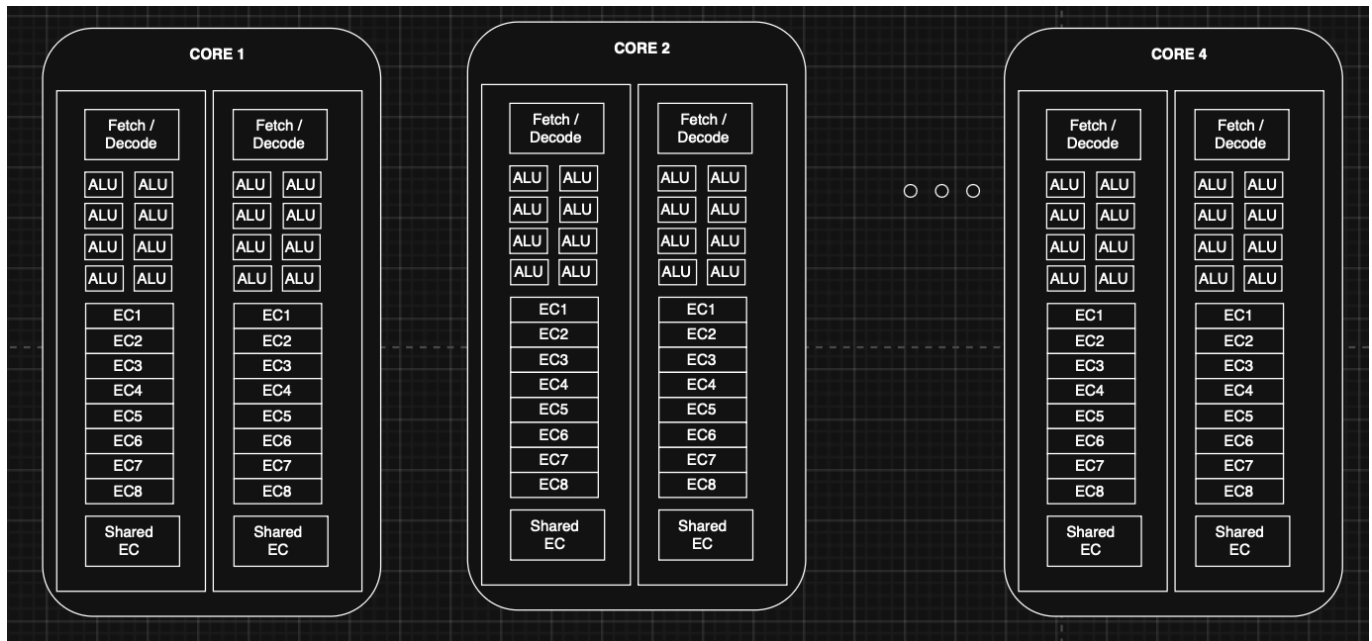 CORE 1
Fetch /
Decode
ALU ALU
ALU ALU
ALU ALU
ALU ALU
EC1
EC2
EC3
EC4
EC5
EC6
EC7
EC8
Shared
EC
Fetch /
Decode
ALU ALU
ALU ALU
ALU ALU
ALU ALU
EC1
EC2
EC3
EC4
EC5
EC6
EC7
EC8
Shared
EC
CORE 2
Fetch /
Decode
ALU ALU
ALU ALU
ALU ALU
ALU ALU
EC1
EC2
EC3
EC4
EC5
EC6
EC7
EC8
Shared
EC
Fetch /
Decode
ALU ALU
ALU ALU
ALU ALU
ALU ALU
EC1
EC2
EC3
EC4
EC5
EC6
EC7
EC8
Shared
EC
CORE 4
Fetch /
Decode
ALU ALU
ALU ALU
ALU ALU
ALU ALU
EC1
EC2
EC3
EC4
EC5
EC6
EC7
EC8
Shared
EC
Fetch /
Decode
ALU ALU
ALU ALU
ALU ALU
ALU ALU
EC1
EC2
EC3
EC4
EC5
EC6
EC7
EC8
Shared
EC